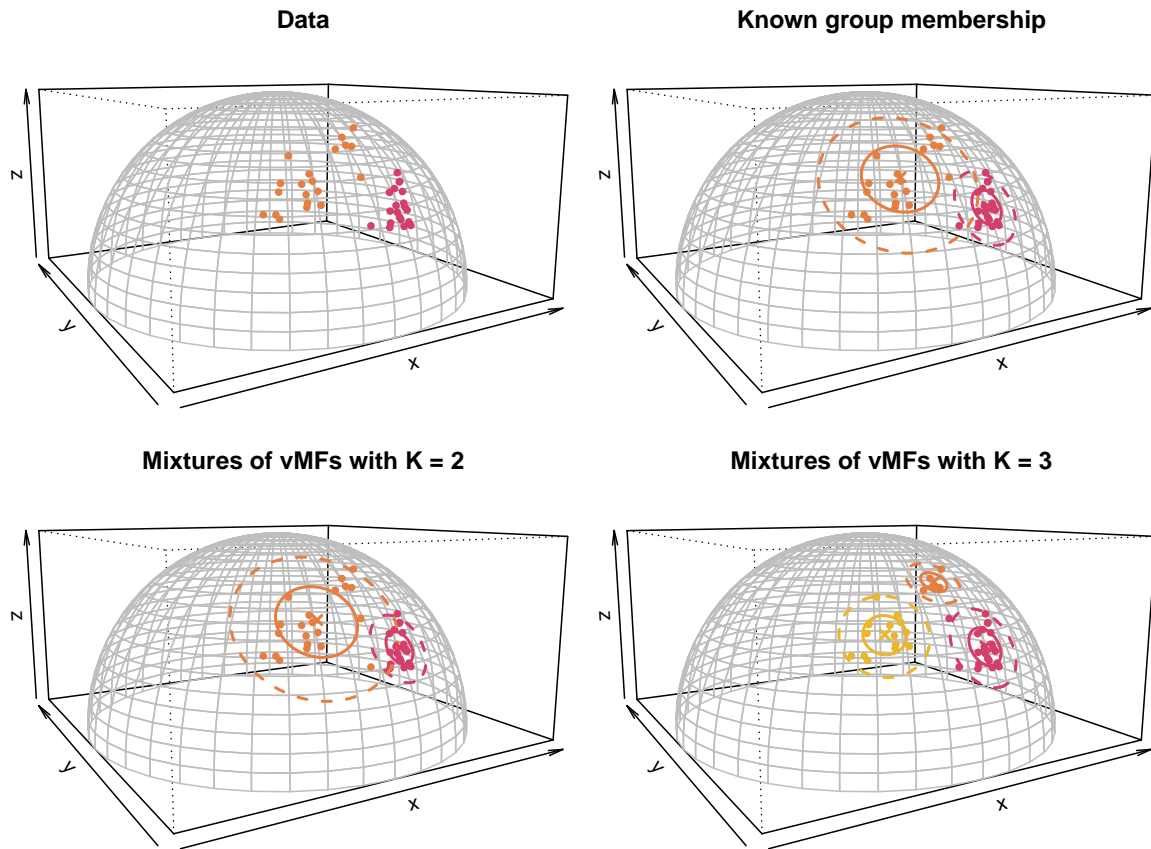 Data
Known group membership
z
y
x
z
y
x
Mixtures of vMFs with K = 2
Mixtures of vMFs with K = 3
z
y
x
z
y
x